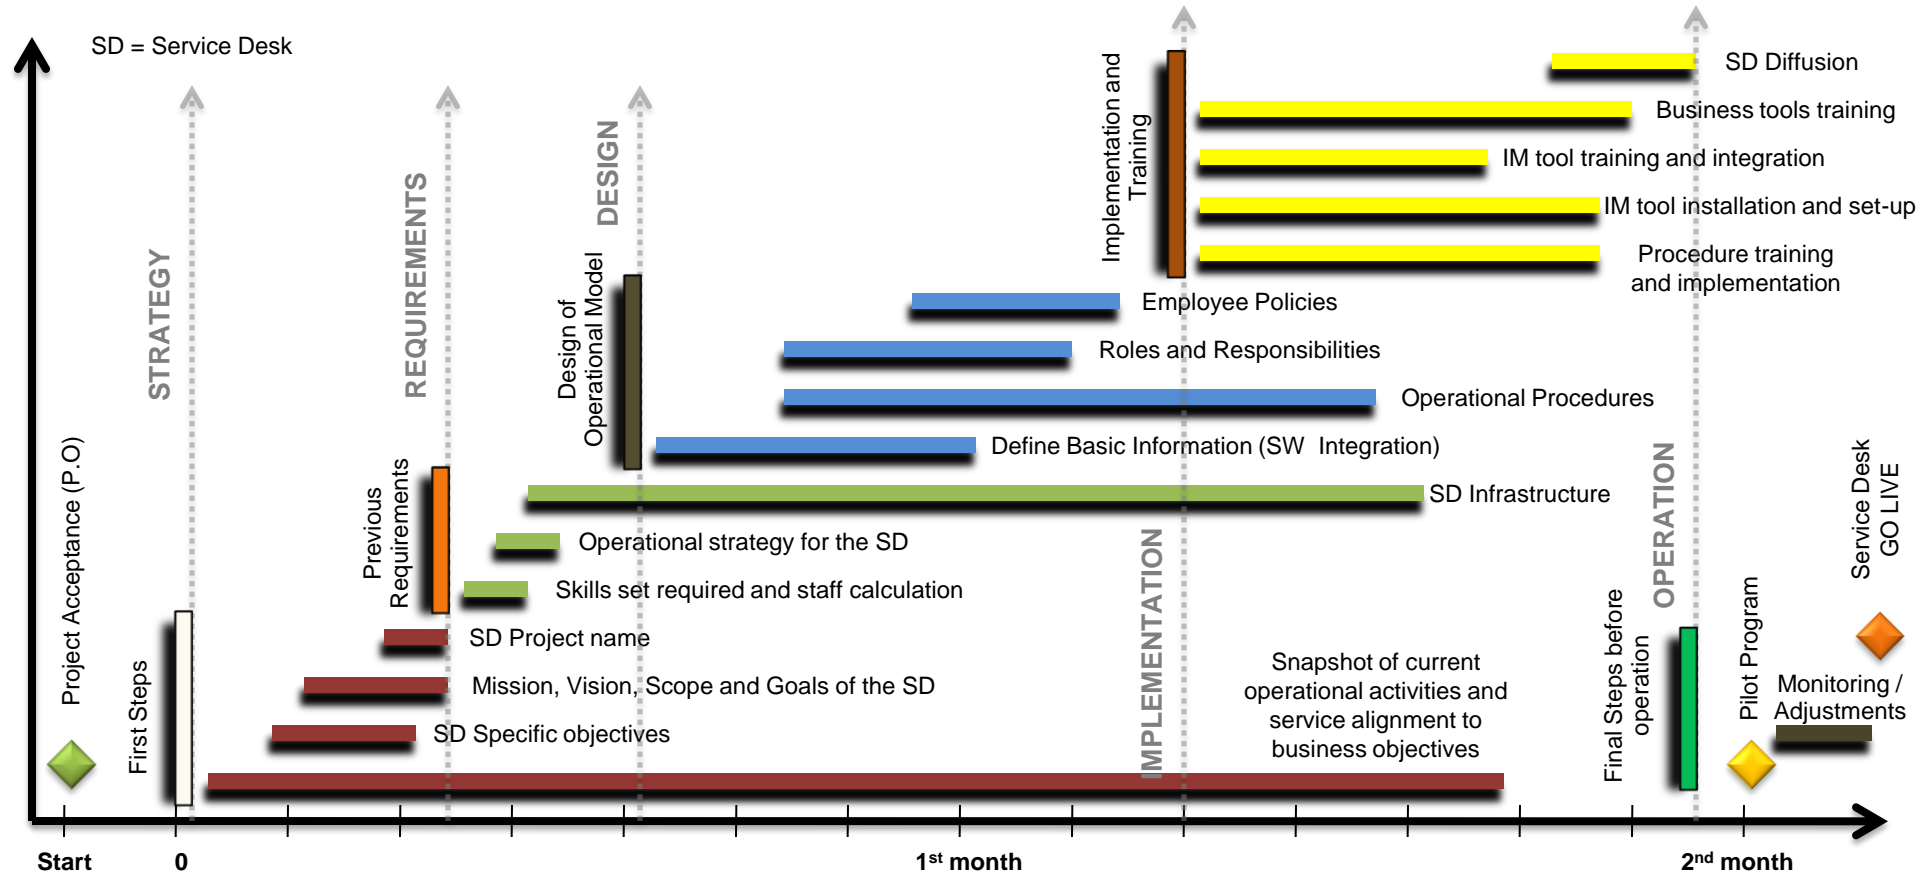 SD = Service Desk
SD Diffusion
Business tools training
IM tool training and integration
IM tool installation and set-up
Procedure training
and implementation
Implementation and
Training
Employee Policies
Roles and Responsibilities
Operational Procedures
Define Basic Information (SW  Integration)
DESIGN
Design of
Operational Model
SD Infrastructure
Operational strategy for the SD
Skills set required and staff calculation
REQUIREMENTS
Previous
Requirements
STRATEGY
SD Project name
Mission, Vision, Scope and Goals of the SD
SD Specific objectives
Snapshot of current
operational activities and
service alignment to
business objectives
Project Acceptance (P.O)
First Steps
IMPLEMENTATION
OPERATION
Final Steps before
operation
Pilot Program
Monitoring /
Adjustments
Service Desk
GO LIVE
Start
0
1st month
2nd month